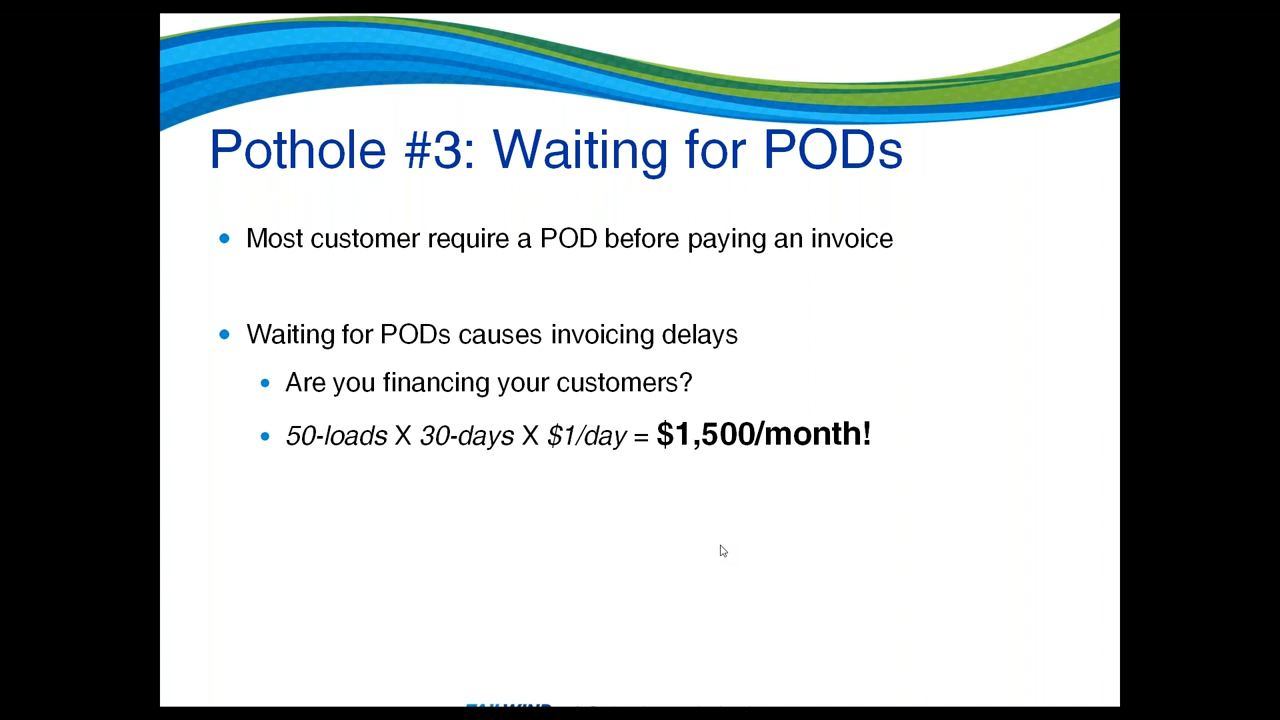 Pothole #3: Waiting for PODs
• Most customer require a POD before paying an invoice
• Waiting for PODs causes invoicing delays
• Are you financing your customers?
• 50-loads X 30-days X $1/day = $1,500/month!
TAILWIND